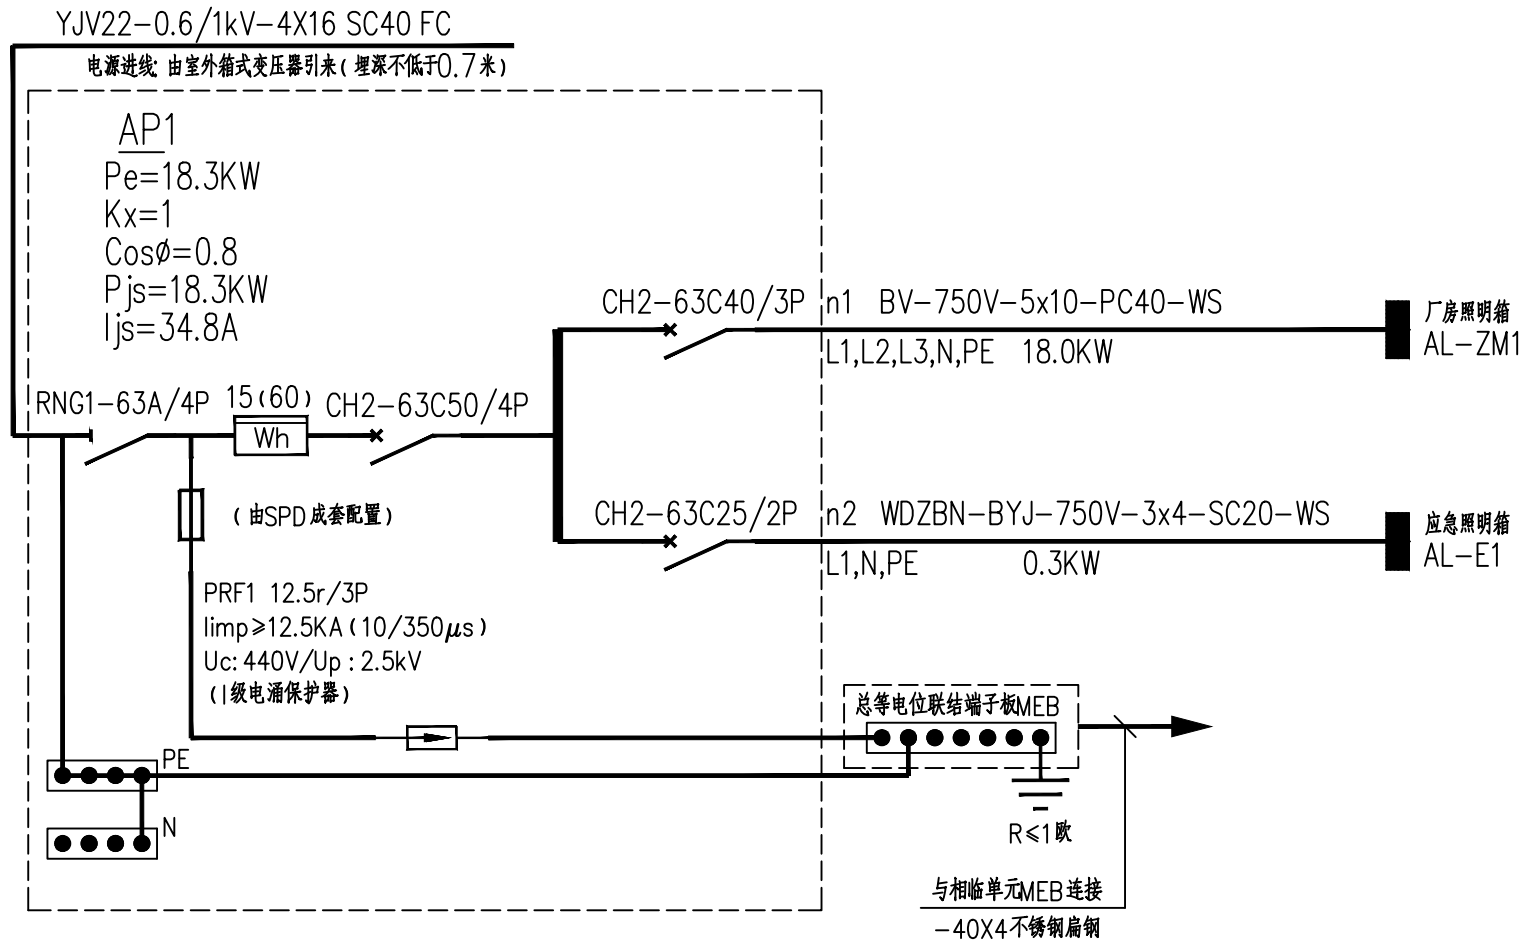 YJV22-0.6/1kV-4X16 SC40 FC
电源进线: 由室外箱式变压器引来(埋深不低于0.7米)
AP1
Pe=18.3KW
Kx=1
Cosø=0.8
Pjs=18.3KW
Ijs=34.8A
CH2-63C40/3P n1 BV-750V-5x10-PC40-WS
L1,L2,L3,N,PE 18.0KW
厂房照明箱
AL-ZM1
RNG1-63A/4P 15(60) CH2-63C50/4P
Wh
(由SPD成套配置)
CH2-63C25/2P n2 WDZBN-BYJ-750V-3x4-SC20-WS
L1,N,PE 0.3KW
应急照明箱
AL-E1
PRF1 12.5r/3P
Iimp≥12.5KA(10/350μs)
Uc:440V/Up:2.5kV
(I级电涌保护器)
总等电位联结端子板MEB
PE
N
R≤1欧
与相临单元MEB连接
-40X4不锈钢扁钢